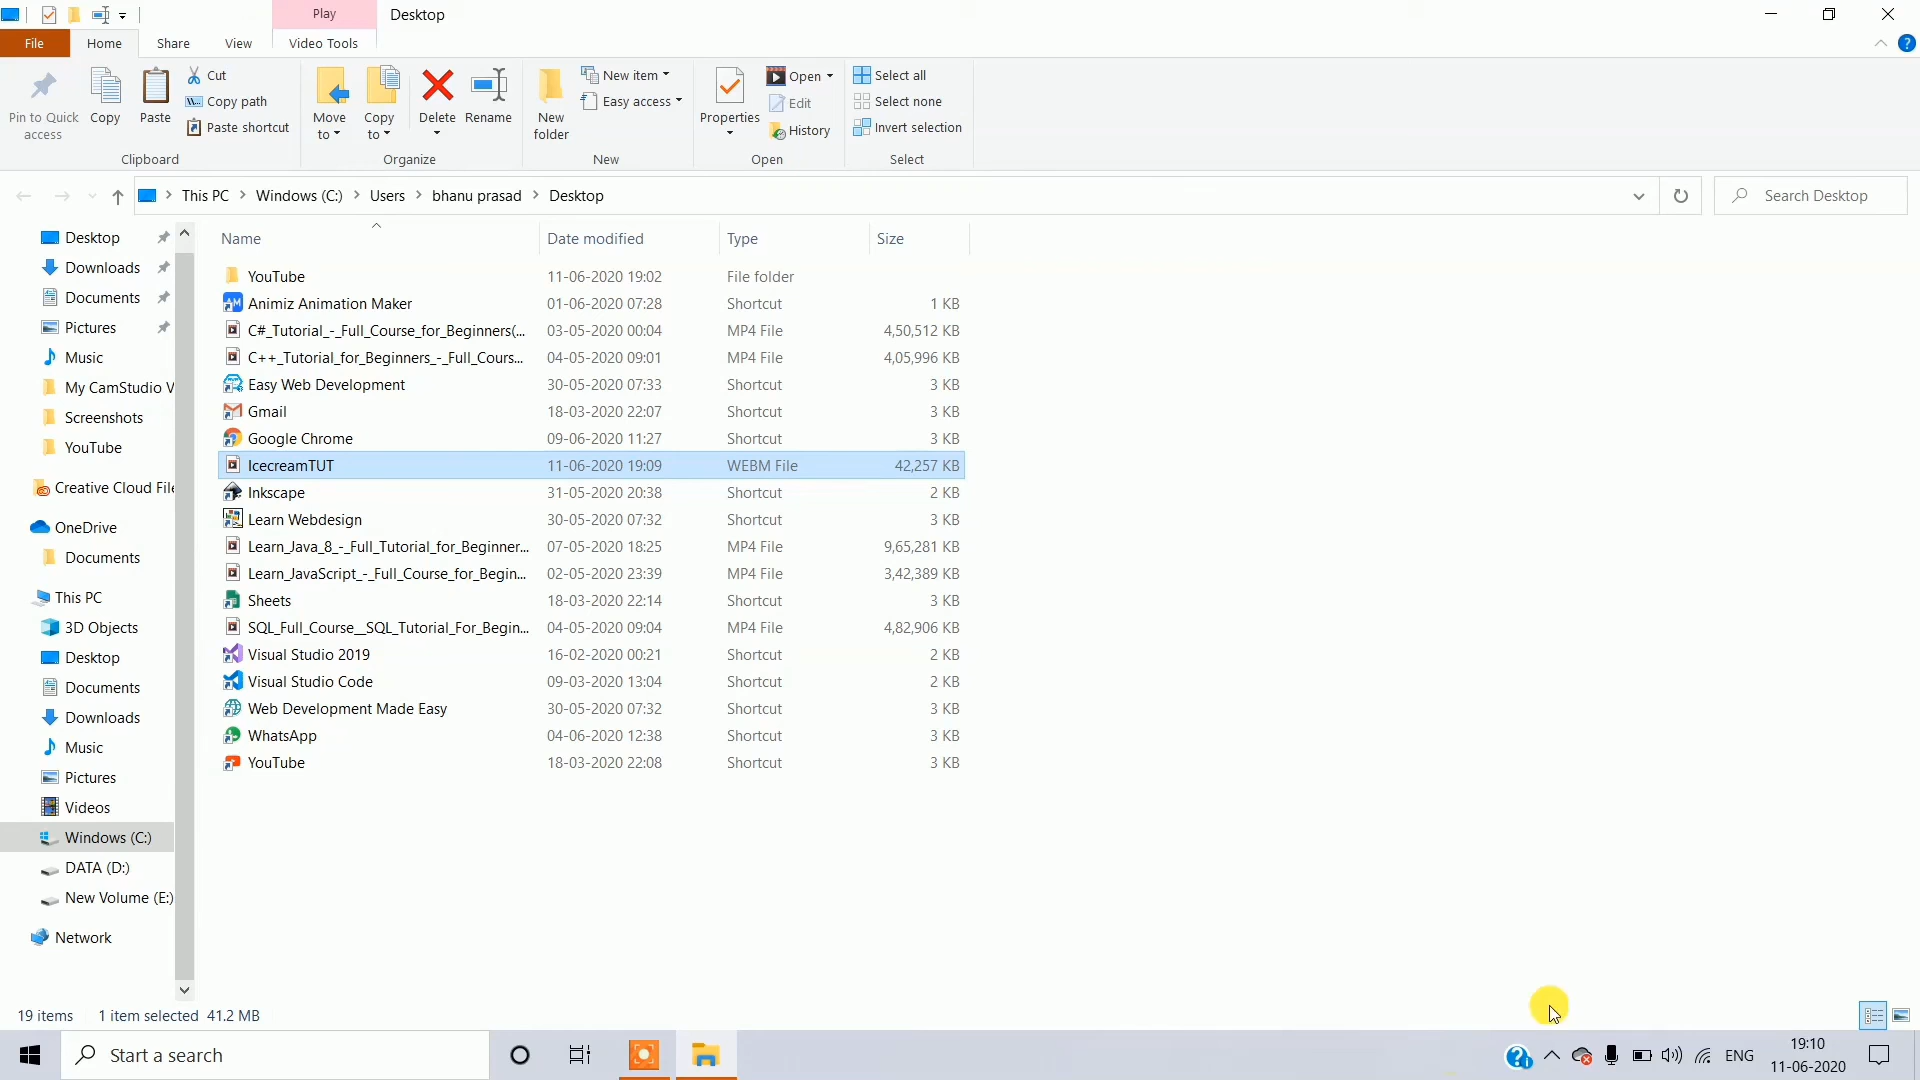 Play
Desktop
File
Home
Share
View
Video Tools
Pin to Quick access
Copy
Paste
Cut
Copy path
Paste shortcut
Clipboard
Move to
Copy to
Delete
Rename
Organize
New folder
New item
Easy access
New
Properties
Open
Edit
History
Open
Select all
Select none
Invert selection
Select
This PC > Windows (C:) > Users > bhanu prasad > Desktop
Search Desktop
Desktop
Downloads
Documents
Pictures
Music
My CamStudio V
Screenshots
YouTube
Creative Cloud File
OneDrive
Documents
This PC
3D Objects
Desktop
Documents
Downloads
Music
Pictures
Videos
Windows (C:)
DATA (D:)
New Volume (E:)
Network
Name Date modified Type Size
YouTube 11-06-2020 19:02 File folder
Animiz Animation Maker 01-06-2020 07:28 Shortcut 1 KB
C#_Tutorial_-_Full_Course_for_Beginners(... 03-05-2020 00:04 MP4 File 4,50,512 KB
C++_Tutorial_for_Beginners_-_Full_Cours... 04-05-2020 09:01 MP4 File 4,05,996 KB
Easy Web Development 30-05-2020 07:33 Shortcut 3 KB
Gmail 18-03-2020 22:07 Shortcut 3 KB
Google Chrome 09-06-2020 11:27 Shortcut 3 KB
IcecreamTUT 11-06-2020 19:09 WEBM File 42,257 KB
Inkscape 31-05-2020 20:38 Shortcut 2 KB
Learn Webdesign 30-05-2020 07:32 Shortcut 3 KB
Learn_Java_8_-_Full_Tutorial_for_Beginner... 07-05-2020 18:25 MP4 File 9,65,281 KB
Learn_JavaScript_-_Full_Course_for_Begin... 02-05-2020 23:39 MP4 File 3,42,389 KB
Sheets 18-03-2020 22:14 Shortcut 3 KB
SQL_Full_Course__SQL_Tutorial_For_Begin... 04-05-2020 09:04 MP4 File 4,82,906 KB
Visual Studio 2019 16-02-2020 00:21 Shortcut 2 KB
Visual Studio Code 09-03-2020 13:04 Shortcut 2 KB
Web Development Made Easy 30-05-2020 07:32 Shortcut 3 KB
WhatsApp 04-06-2020 12:38 Shortcut 3 KB
YouTube 18-03-2020 22:08 Shortcut 3 KB
19 items 1 item selected 41.2 MB
Start a search
ENG
19:10
11-06-2020